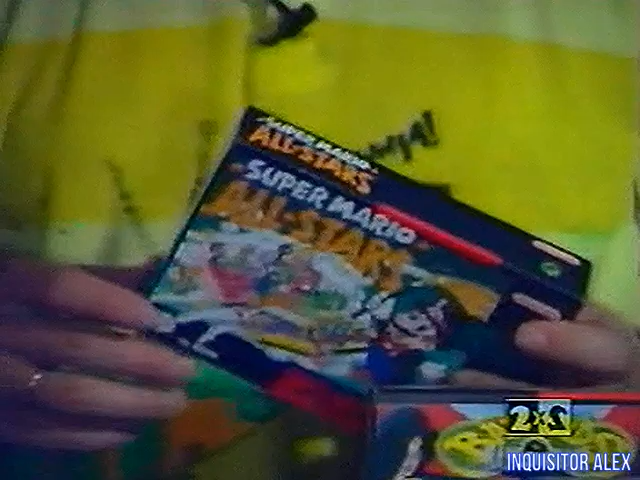 SUPER MARIO
ALL-STARS
SUPER MARIO
ALL-STARS
2x2
INQUISITOR ALEX